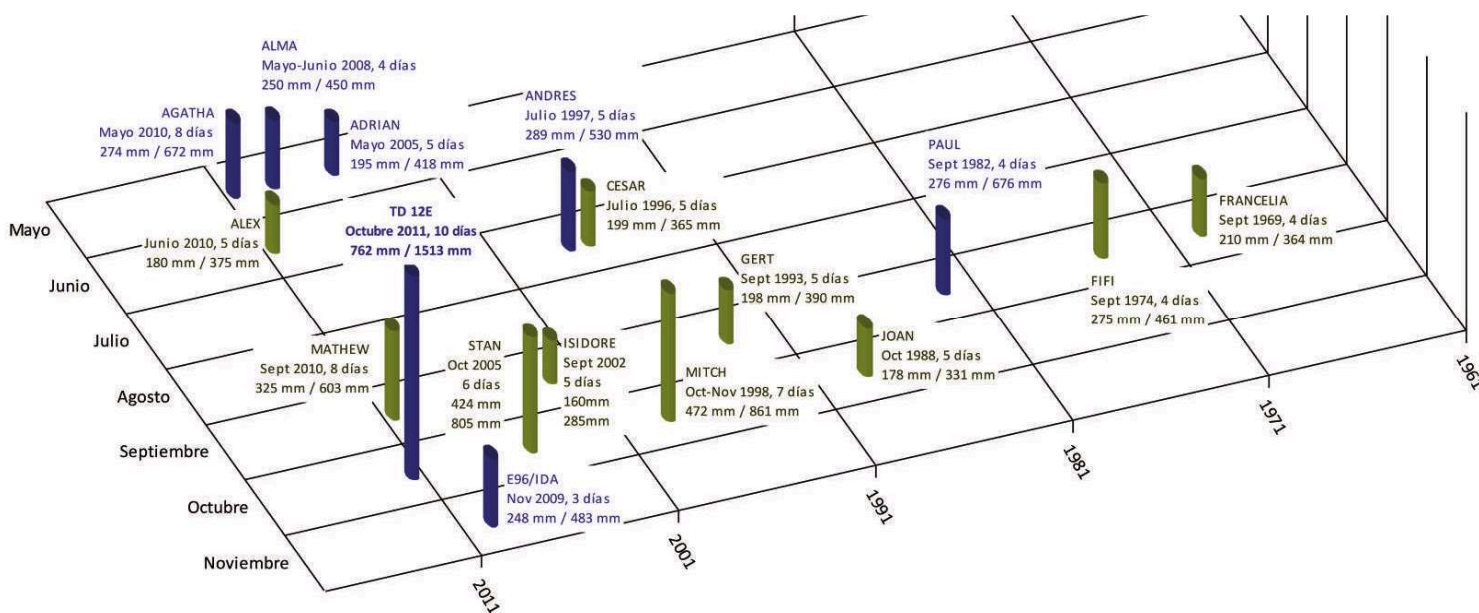 ALMA
Mayo-Junio 2008, 4 días
250 mm / 450 mm
AGATHA
Mayo 2010, 8 días
274 mm / 672 mm
ADRIAN
Mayo 2005, 5 días
195 mm / 418 mm
ANDRES
Julio 1997, 5 días
289 mm / 530 mm
PAUL
Sept 1982, 4 días
276 mm / 676 mm
CESAR
Julio 1996, 5 días
199 mm / 365 mm
FRANCELIA
Sept 1969, 4 días
210 mm / 364 mm
ALEX
Junio 2010, 5 días
180 mm / 375 mm
TD 12E
Octubre 2011, 10 días
762 mm / 1513 mm
GERT
Sept 1993, 5 días
198 mm / 390 mm
FIFI
Sept 1974, 4 días
275 mm / 461 mm
MATHEW
Sept 2010, 8 días
325 mm / 603 mm
STAN
Oct 2005
6 días
424 mm
805 mm
ISIDORE
Sept 2002
5 días
160mm
285mm
MITCH
Oct-Nov 1998, 7 días
472 mm / 861 mm
JOAN
Oct 1988, 5 días
178 mm / 331 mm
E96/IDA
Nov 2009, 3 días
248 mm / 483 mm
Mayo
Junio
Julio
Agosto
Septiembre
Octubre
Noviembre
2011
2001
1991
1981
1971
1961